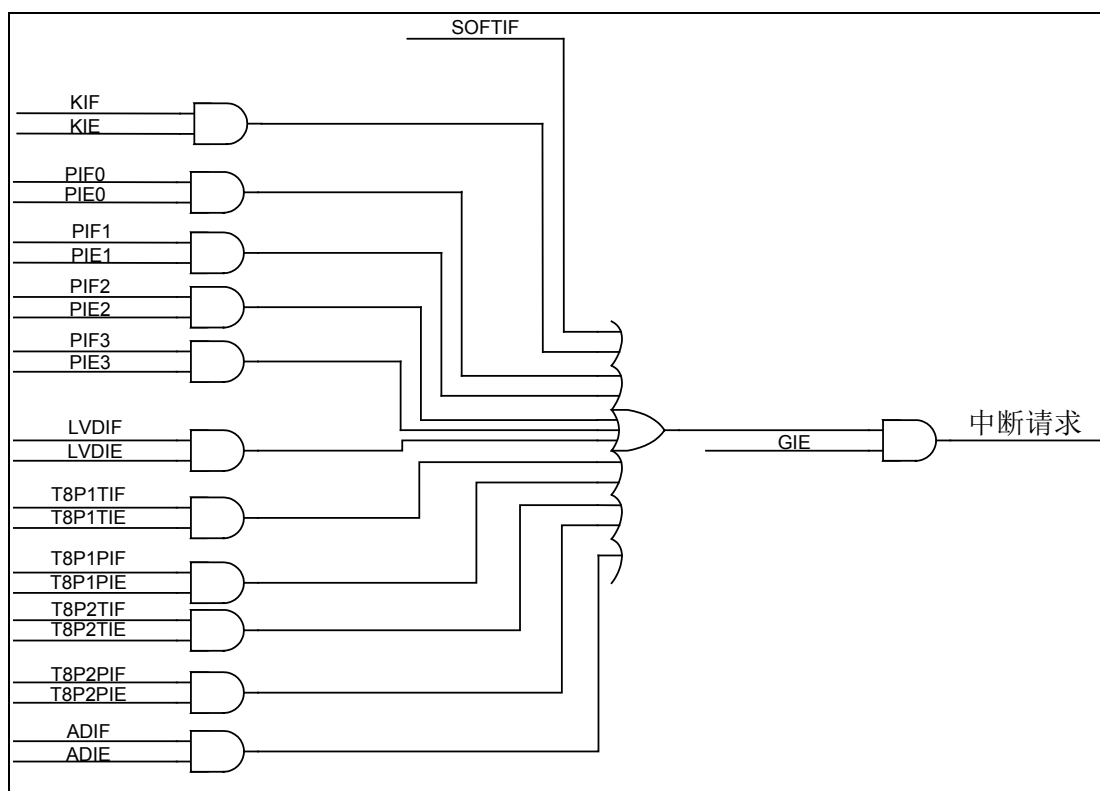 SOFTIF
KIF
KIE
PIF0
PIE0
PIF1
PIE1
PIF2
PIE2
PIF3
PIE3
LVDIF
LVDIE
GIE
中断请求
T8P1TIF
T8P1TIE
T8P1PIF
T8P1PIE
T8P2TIF
T8P2TIE
T8P2PIF
T8P2PIE
ADIF
ADIE